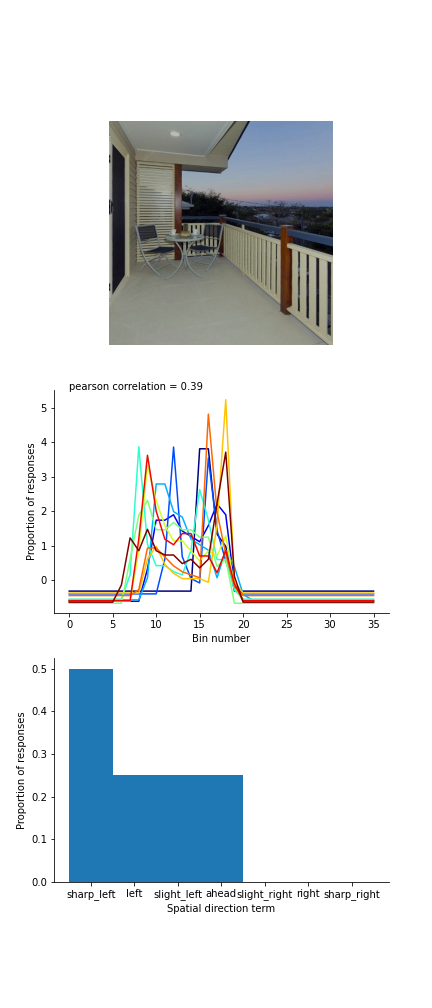 pearson correlation = 0.39
Proportion of responses
5
4
3
2
1
0
0 5 10 15 20 25 30 35
Bin number
Proportion of responses
0.5
0.4
0.3
0.2
0.1
0.0
sharp_left left slight_left ahead slight_right right sharp_right
Spatial direction term